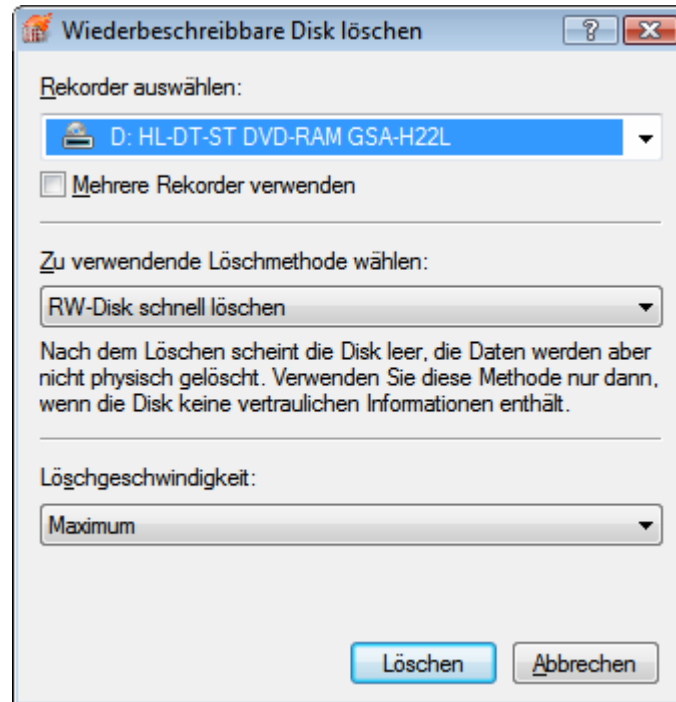 Wiederbeschreibbare Disk löschen
Rekorder auswählen:
D: HL-DT-ST DVD-RAM GSA-H22L
Mehrere Rekorder verwenden
Zu verwendende Löschmethode wählen:
RW-Disk schnell löschen
Nach dem Löschen scheint die Disk leer, die Daten werden aber
nicht physisch gelöscht. Verwenden Sie diese Methode nur dann,
wenn die Disk keine vertraulichen Informationen enthält.
Löschgeschwindigkeit:
Maximum
Löschen Abbrechen